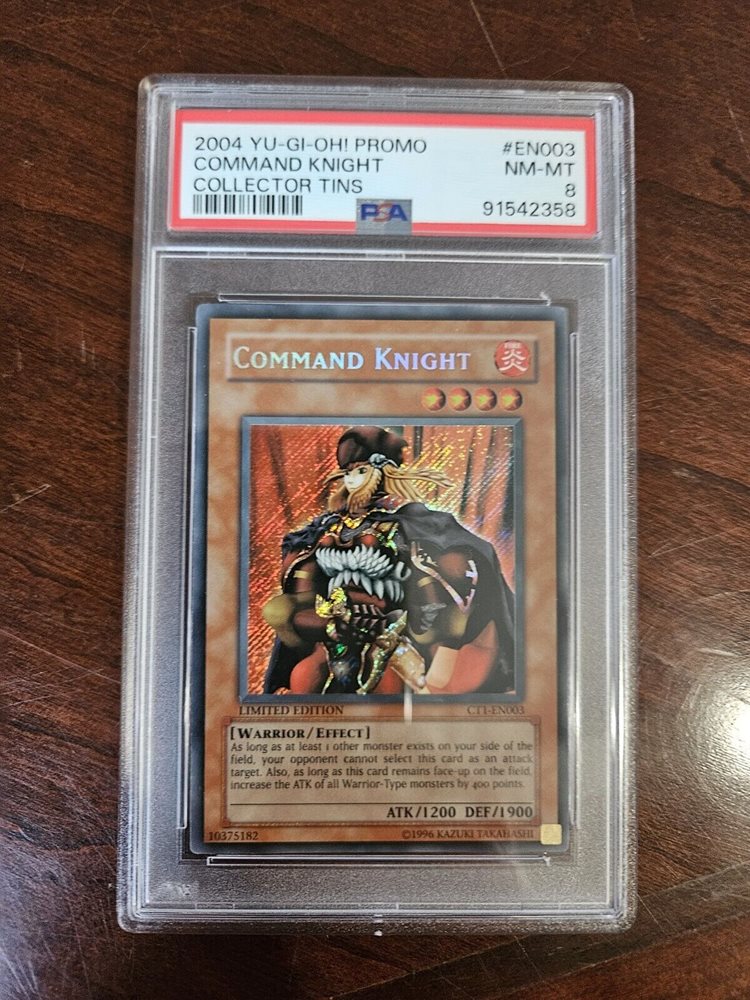 2004 YU-GI-OH! PROMO #EN003
COMMAND KNIGHT NM-MT
COLLECTOR TINS 8
PSA 91542358
COMMAND KNIGHT
FIRE
炎
LIMITED EDITION CT1-EN003
[WARRIOR/EFFECT]
As long as at least 1 other monster exists on your side of the
field, your opponent cannot select this card as an attack
target. Also, as long as this card remains face-up on the field,
increase the ATK of all Warrior-Type monsters by 400 points.
ATK/1200 DEF/1900
10375182 ©1996 KAZUKI TAKAHASHI